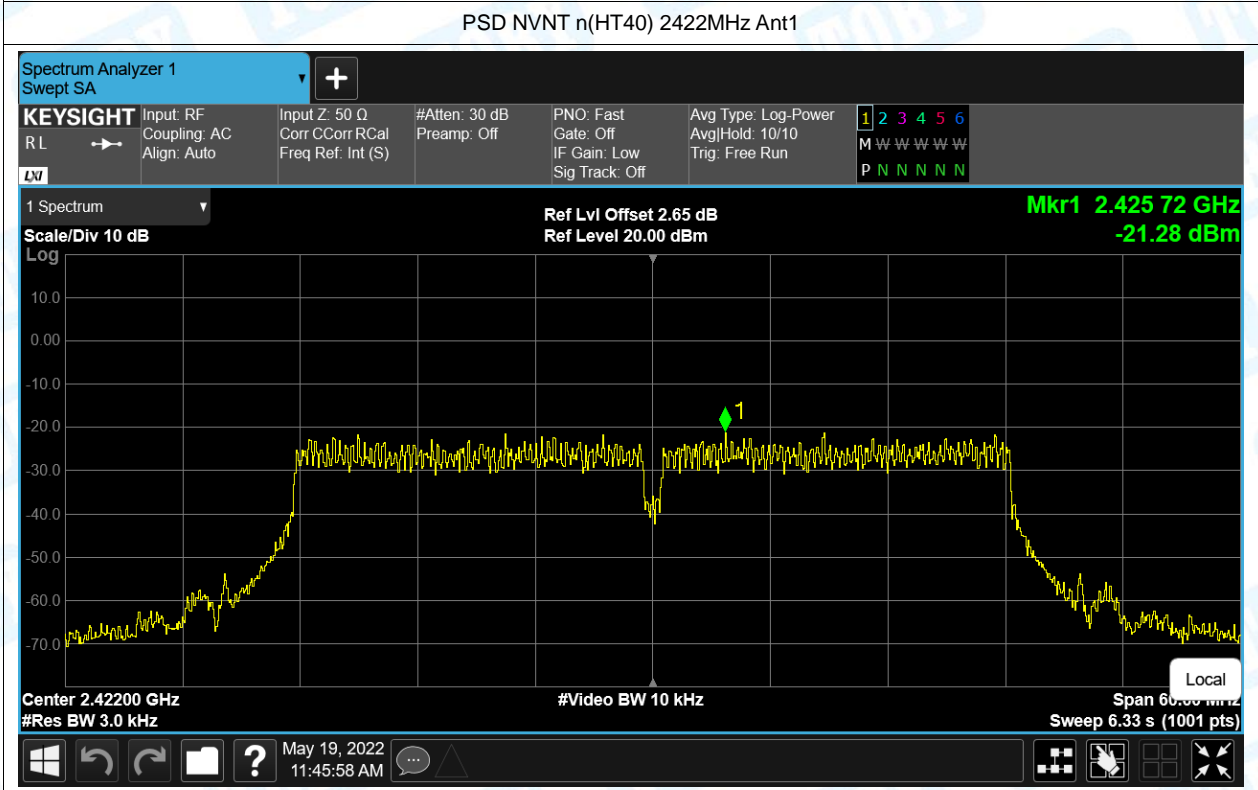 PSD NVNT n(HT40) 2422MHz Ant1
Spectrum Analyzer 1
Swept SA
+
KEYSIGHT
R L
LXI
Input: RF
Coupling: AC
Align: Auto
Input Z: 50 Ω
Corr CCorr RCal
Freq Ref: Int (S)
#Atten: 30 dB
Preamp: Off
PNO: Fast
Gate: Off
IF Gain: Low
Sig Track: Off
Avg Type: Log-Power
Avg|Hold: 10/10
Trig: Free Run
1 2 3 4 5 6
M W W W W W
P N N N N N
1 Spectrum
Scale/Div 10 dB
Log
Ref Lvl Offset 2.65 dB
Ref Level 20.00 dBm
Mkr1 2.425 72 GHz
-21.28 dBm
10.0
0.00
-10.0
-20.0
-30.0
-40.0
-50.0
-60.0
-70.0
1
Local
Center 2.42200 GHz
#Video BW 10 kHz
Span 60.00 MHz
#Res BW 3.0 kHz
Sweep 6.33 s (1001 pts)
?
May 19, 2022
11:45:58 AM